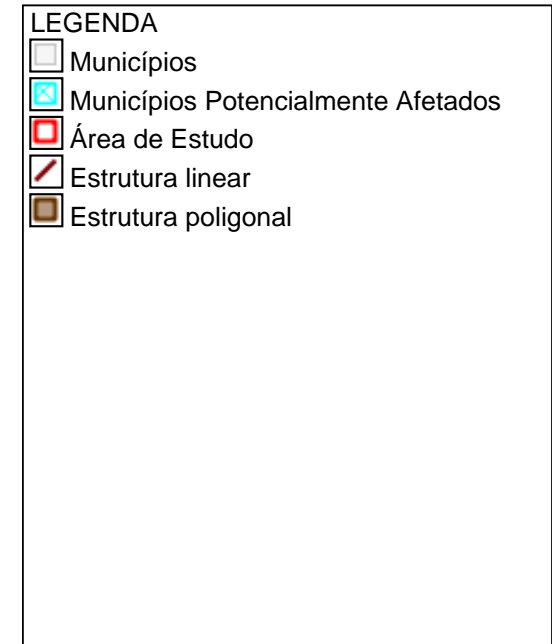 LEGENDA
Municípios
Municípios Potencialmente Afetados
Área de Estudo
Estrutura linear
Estrutura poligonal